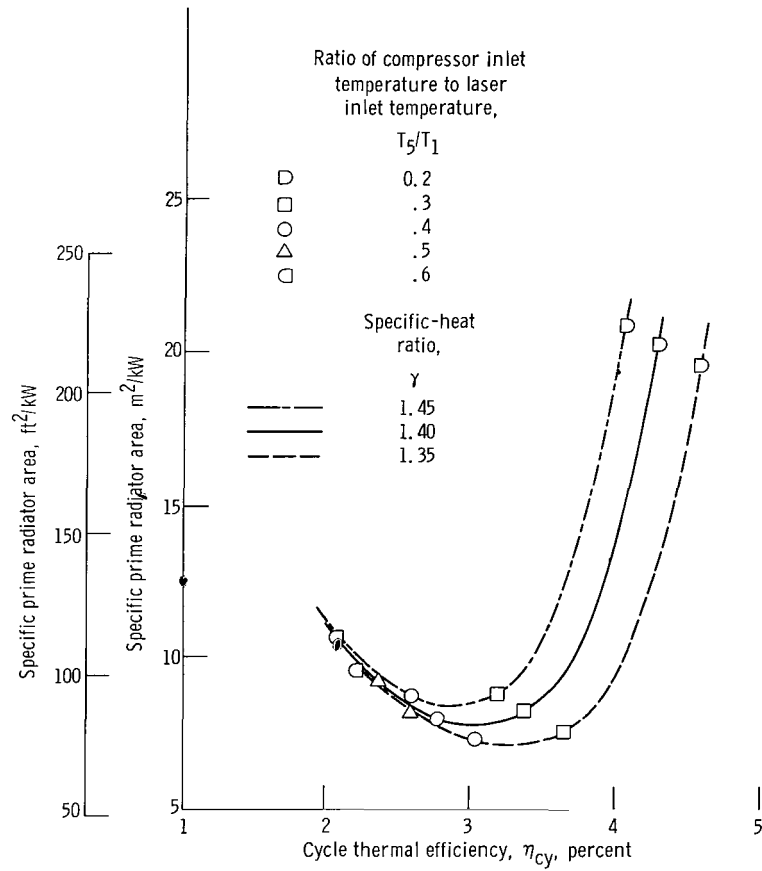 Ratio of compressor inlet
temperature to laser
inlet temperature,
T5/T1
0.2
.3
.4
.5
.6
Specific-heat
ratio,
γ
1.45
1.40
1.35
Specific prime radiator area, ft2/kW
250
200
150
100
50
Specific prime radiator area, m2/kW
25
20
15
10
5
1
2
3
4
5
Cycle thermal efficiency, ηcy, percent